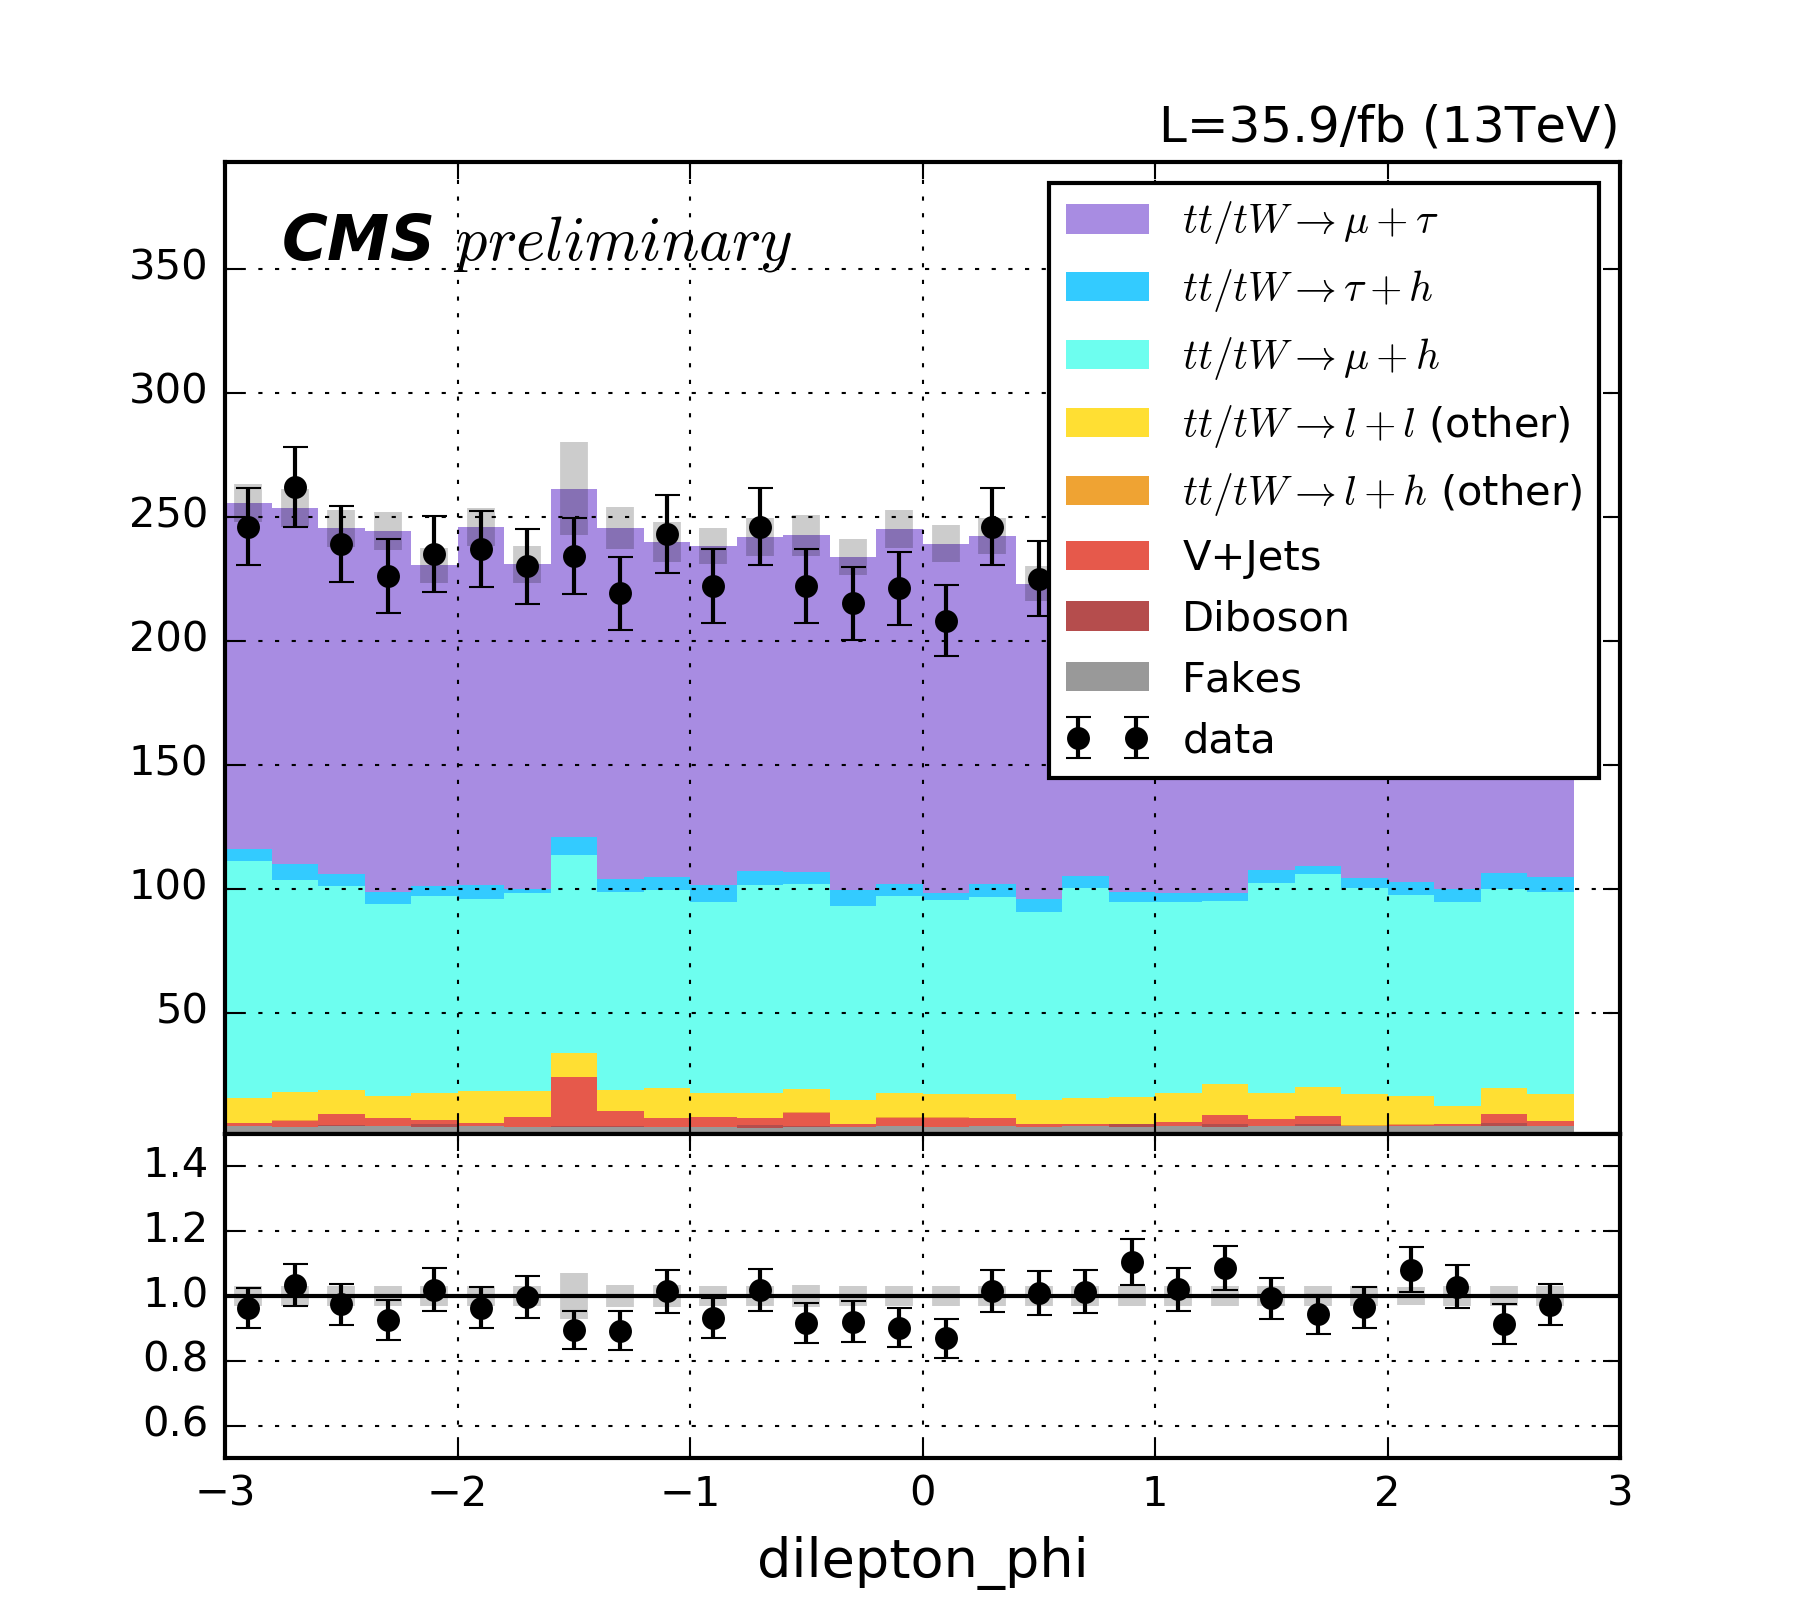 L=35.9/fb (13TeV)
CMS preliminary
350
300
250
200
150
100
50
tt/tW → μ + τ
tt/tW → τ + h
tt/tW → μ + h
tt/tW → l + l (other)
tt/tW → l + h (other)
V+Jets
Diboson
Fakes
data
1.4
1.2
1.0
0.8
0.6
−3 −2 −1 0 1 2 3
dilepton_phi